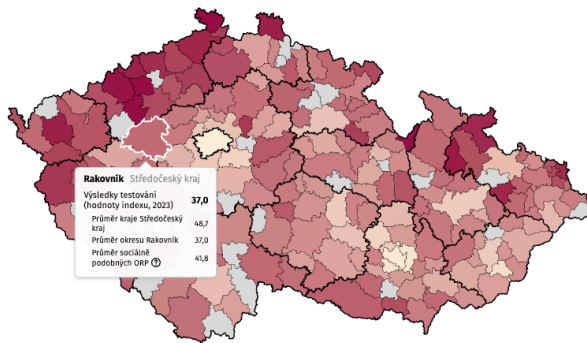 Rakovník Středočeský kraj
Výsledky testování
(hodnoty indexu, 2023) 37,0
Průměr kraje Středočeský
kraj 48,7
Průměr okresu Rakovník 37,0
Průměr sociálně
podobných ORP ? 41,8